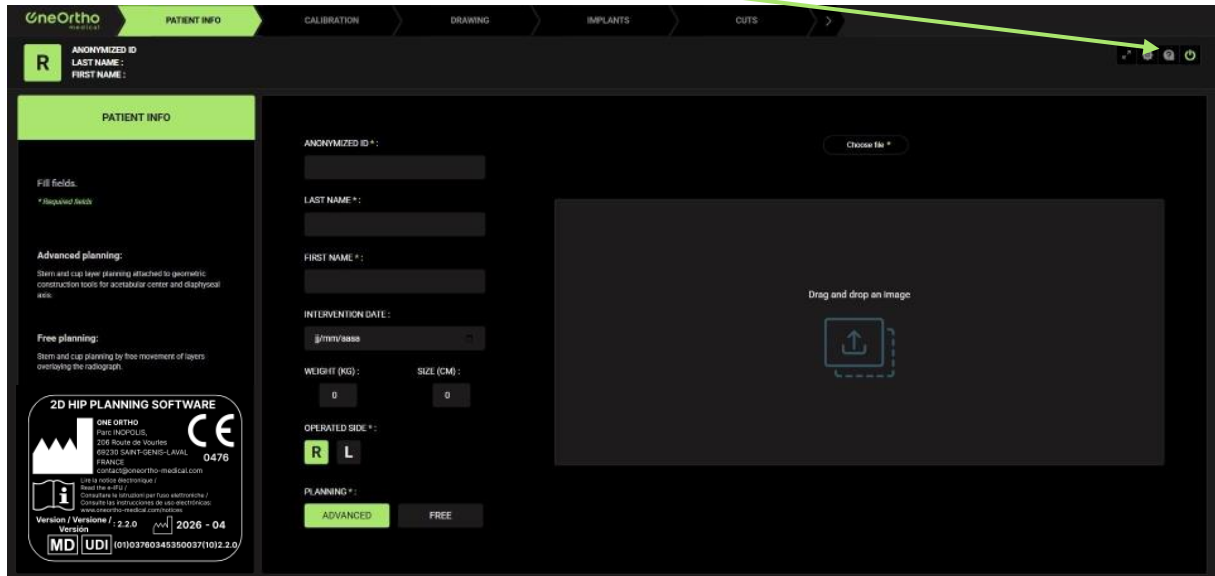 OneOrtho
medical
PATIENT INFO
CALIBRATION
DRAWING
IMPLANTS
CUTS
R
ANONYMIZED ID
LAST NAME :
FIRST NAME :
PATIENT INFO
Fill fields.
* Required fields
Advanced planning:
Stem and cup layer planning attached to geometric
construction tools for acetabular center and diaphyseal
axis.
Free planning:
Stem and cup planning by free movement of layers
overlaying the radiograph.
2D HIP PLANNING SOFTWARE
ONE ORTHO
Parc INOPOLIS,
206 Route de Vourles
69230 SAINT-GENIS-LAVAL
FRANCE
contact@oneortho-medical.com
CE
0476
Lire la notice électronique /
Read the e-IFU /
Consultare le istruzioni per l'uso elettroniche /
Consulte las instrucciones de uso electrónicas:
www.oneortho-medical.com/notices
Version / Versione /
Versión
: 2.2.0
2026 - 04
MD UDI (01)03760345350037(10)2.2.0
ANONYMIZED ID * :
LAST NAME * :
FIRST NAME * :
INTERVENTION DATE :
jj/mm/aaaa
WEIGHT (KG) :
SIZE (CM) :
0
0
OPERATED SIDE * :
R L
PLANNING * :
ADVANCED
FREE
Choose file *
Drag and drop an image